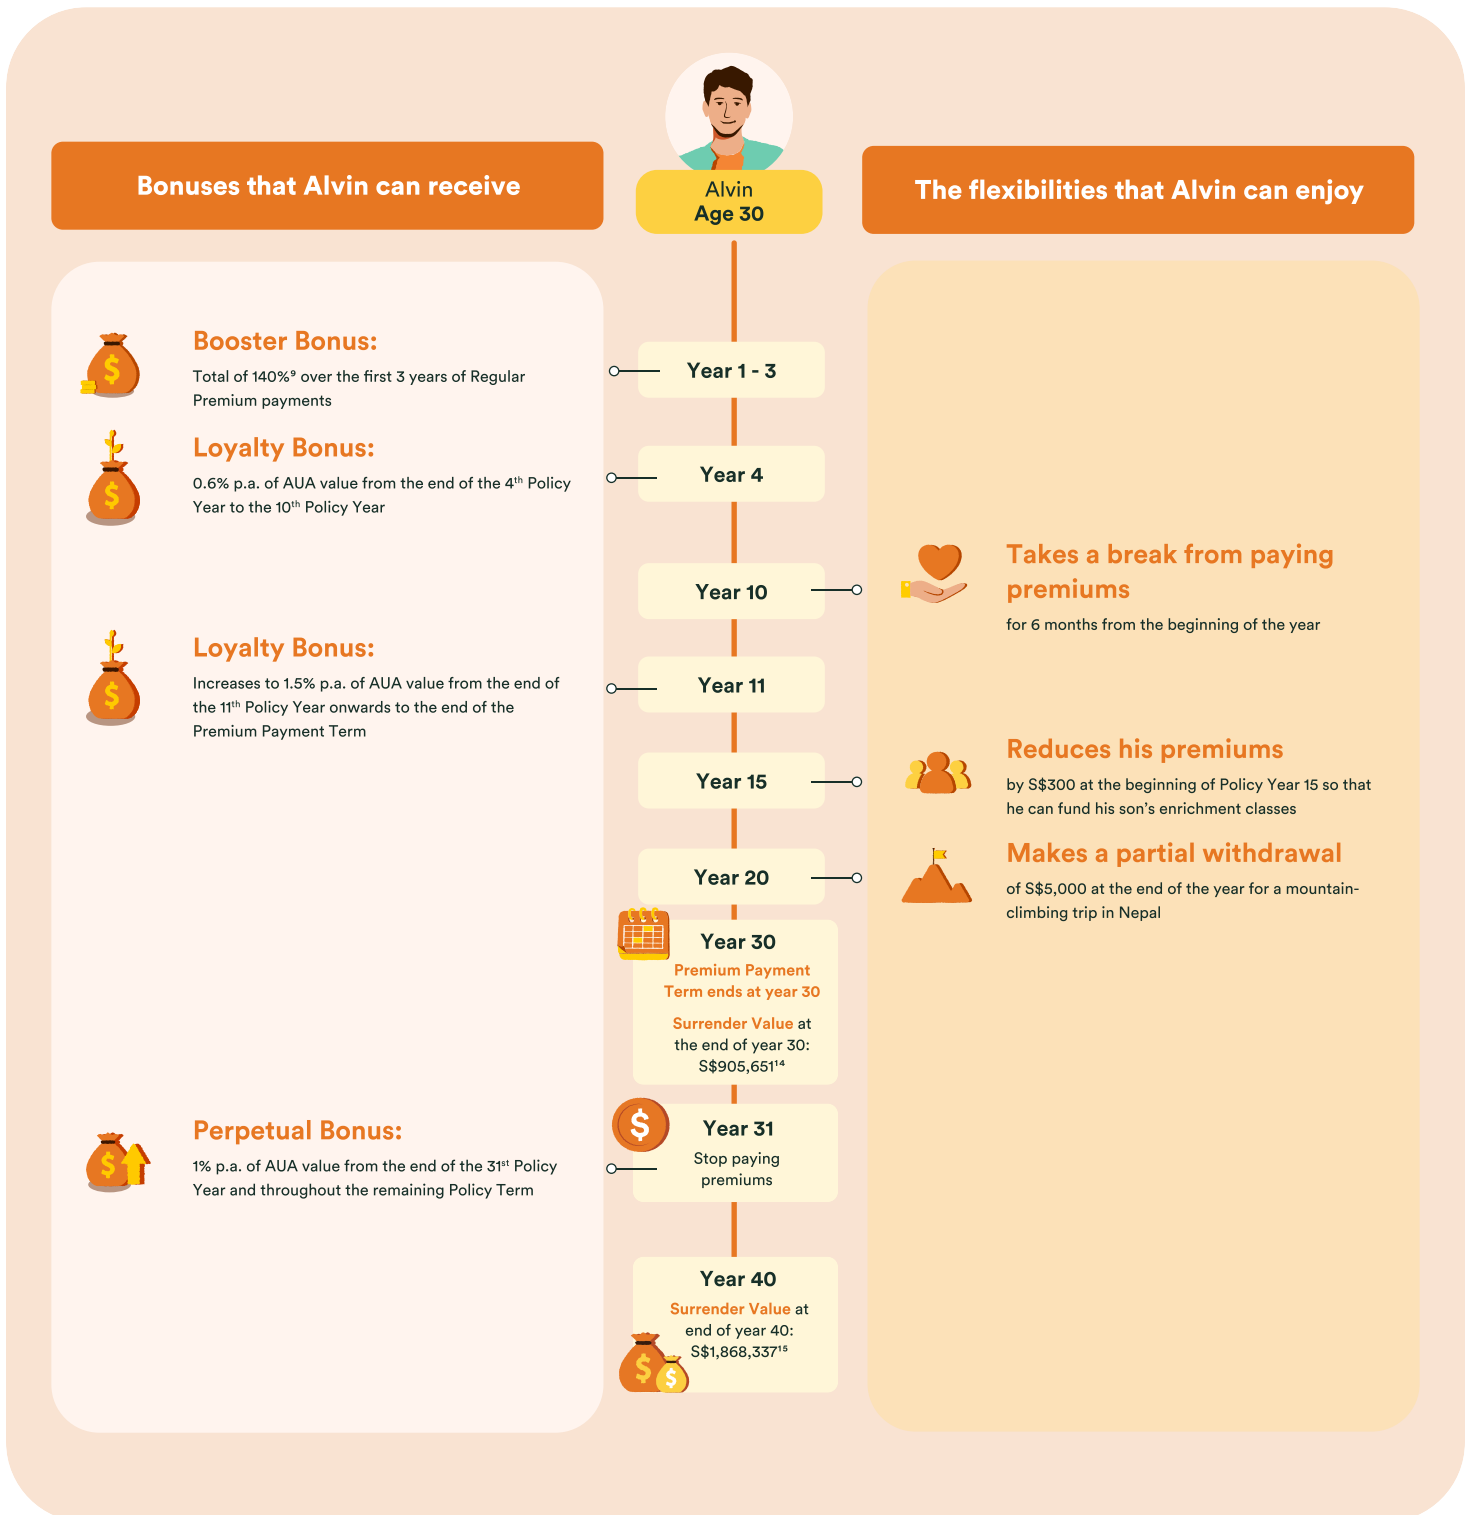 Alvin
Age 30
Bonuses that Alvin can receive
The flexibilities that Alvin can enjoy
Booster Bonus:
Total of 140%⁹ over the first 3 years of Regular
Premium payments
Year 1 - 3
Loyalty Bonus:
0.6% p.a. of AUA value from the end of the 4ᵗʰ Policy
Year to the 10ᵗʰ Policy Year
Year 4
Year 10
Takes a break from paying
premiums
for 6 months from the beginning of the year
Loyalty Bonus:
Increases to 1.5% p.a. of AUA value from the end of
the 11ᵗʰ Policy Year onwards to the end of the
Premium Payment Term
Year 11
Year 15
Reduces his premiums
by S$300 at the beginning of Policy Year 15 so that
he can fund his son’s enrichment classes
Year 20
Makes a partial withdrawal
of S$5,000 at the end of the year for a mountain-
climbing trip in Nepal
Year 30
Premium Payment
Term ends at year 30
Surrender Value at
the end of year 30:
S$905,651¹⁴
Perpetual Bonus:
1% p.a. of AUA value from the end of the 31ˢᵗ Policy
Year and throughout the remaining Policy Term
Year 31
Stop paying
premiums
Year 40
Surrender Value at
end of year 40:
S$1,868,337¹⁵